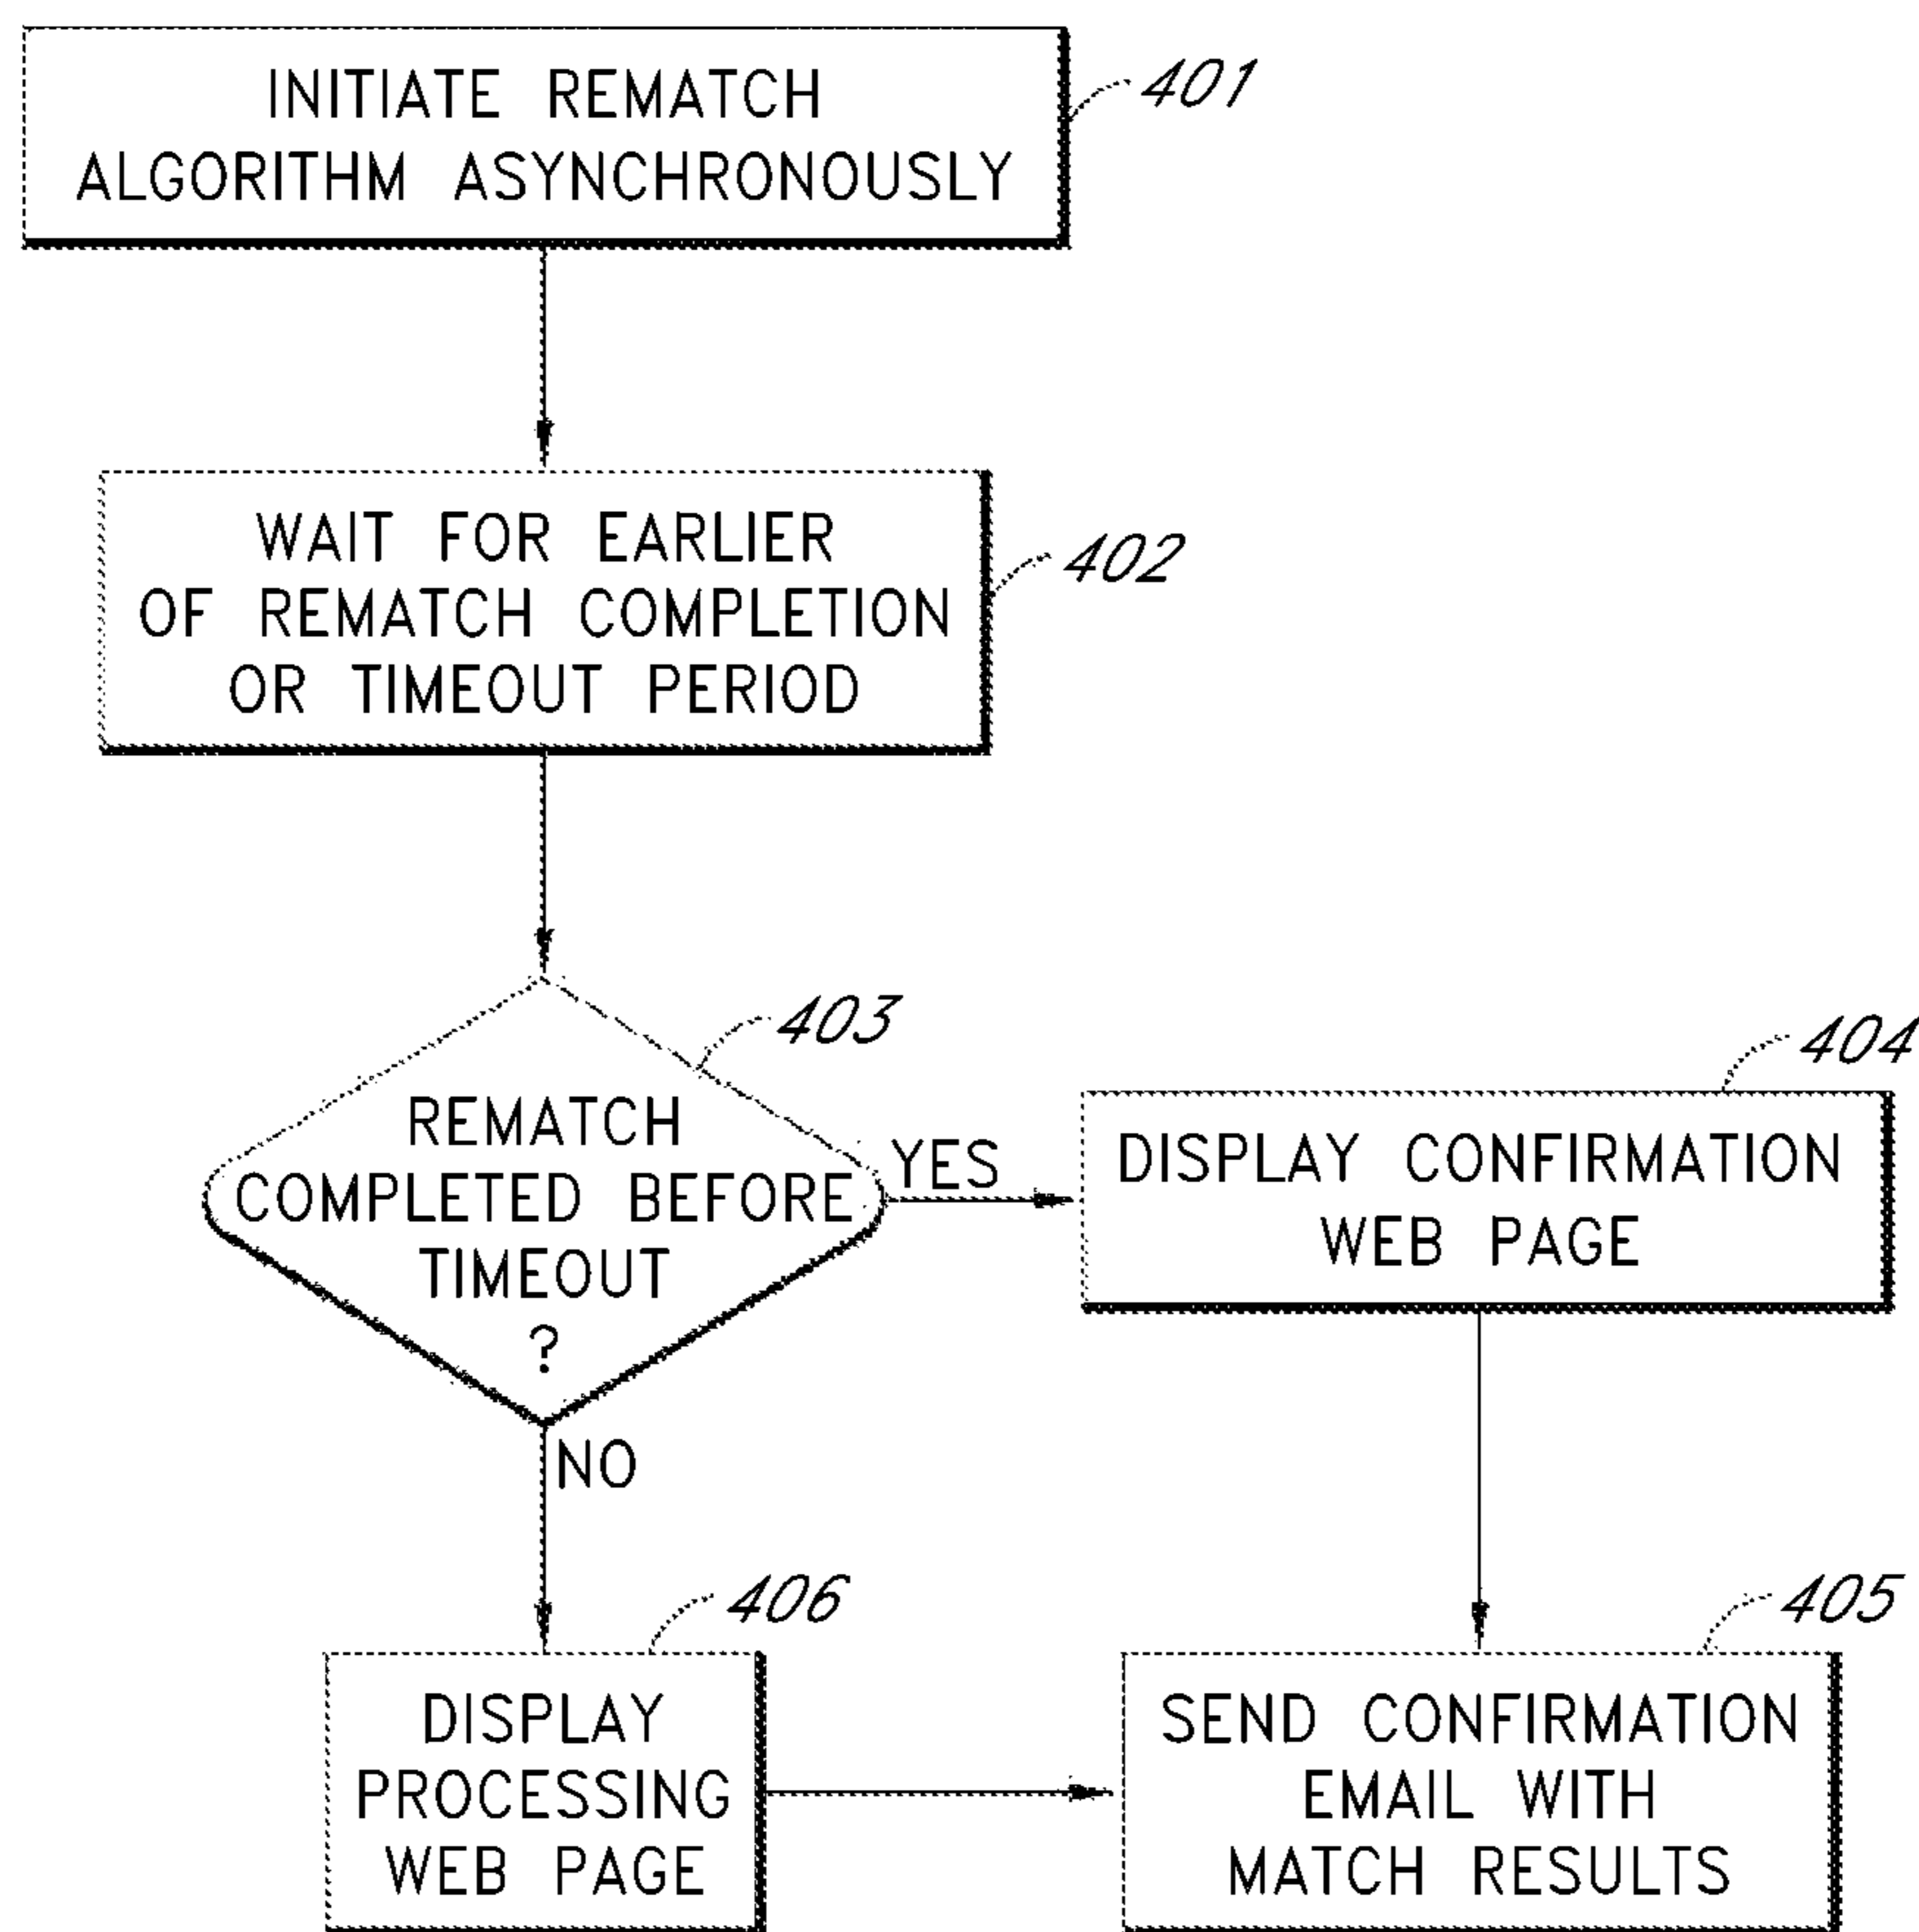 INITIATE REMATCH
ALGORITHM ASYNCHRONOUSLY
401
WAIT FOR EARLIER
OF REMATCH COMPLETION
OR TIMEOUT PERIOD
402
403
REMATCH
COMPLETED BEFORE
TIMEOUT
?
YES
NO
404
DISPLAY CONFIRMATION
WEB PAGE
406
DISPLAY
PROCESSING
WEB PAGE
405
SEND CONFIRMATION
EMAIL WITH
MATCH RESULTS